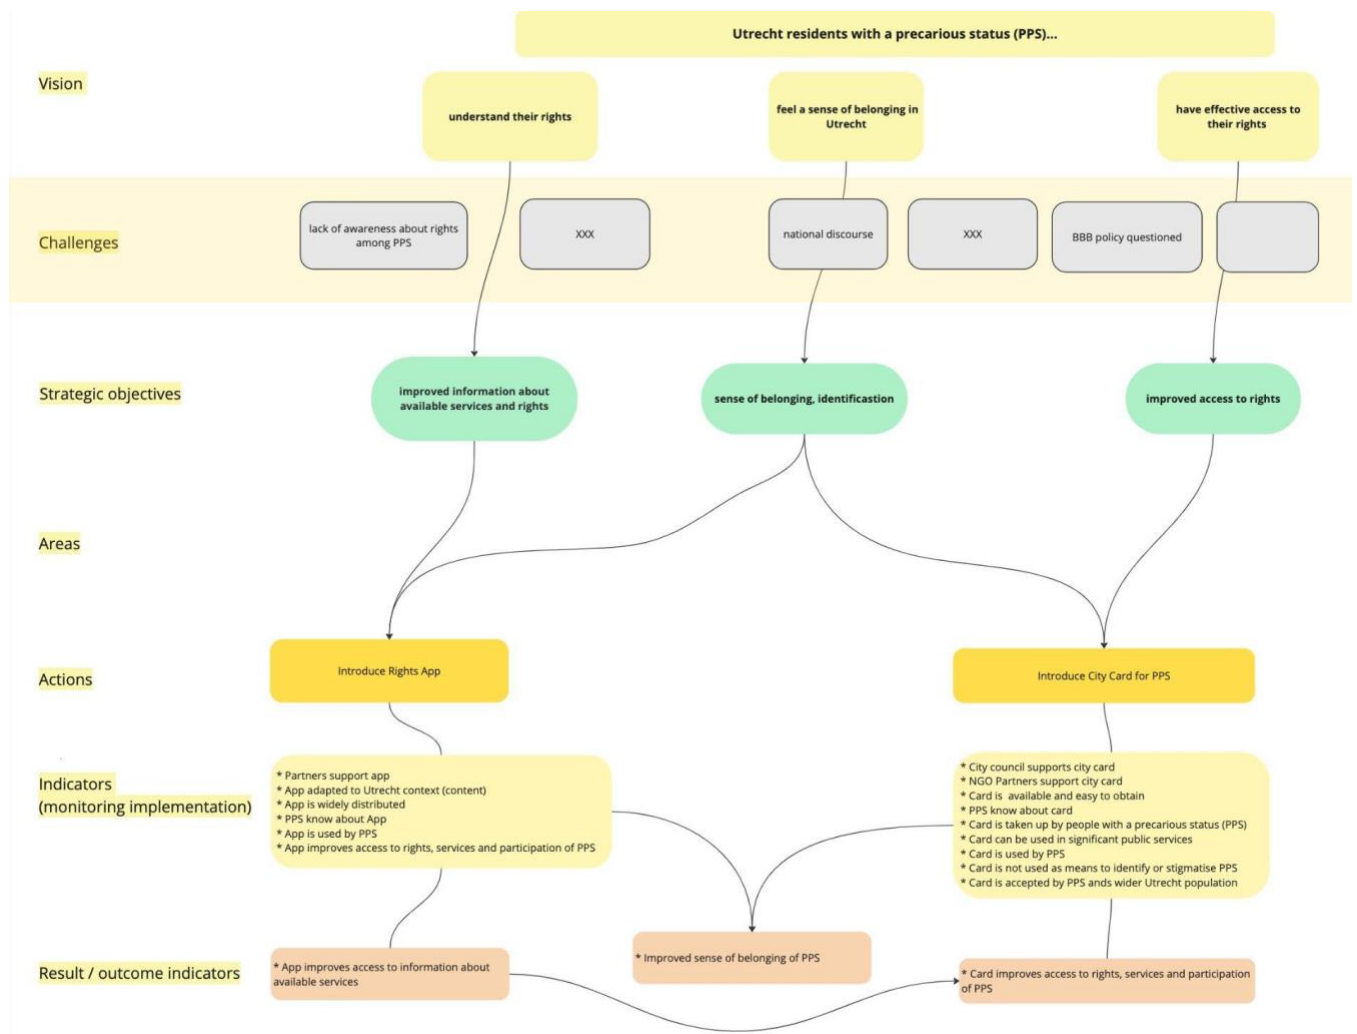 Utrecht residents with a precarious status (PPS)...
Vision
understand their rights
feel a sense of belonging in
Utrecht
have effective access to
their rights
Challenges
lack of awareness about rights
among PPS
XXX
national discourse
XXX
BBB policy questioned
Strategic objectives
improved information about
available services and rights
sense of belonging, identificastion
improved access to rights
Areas
Actions
Introduce Rights App
Introduce City Card for PPS
Indicators
(monitoring implementation)
* Partners support app
* App adapted to Utrecht context (content)
* App is widely distributed
* PPS know about App
* App is used by PPS
* App improves access to rights, services and participation of PPS
* City council supports city card
* NGO Partners support city card
* Card is available and easy to obtain
* PPS know about card
* Card is taken up by people with a precarious status (PPS)
* Card can be used in significant public services
* Card is used by PPS
* Card is not used as means to identify or stigmatise PPS
* Card is accepted by PPS ands wider Utrecht population
Result / outcome indicators
* App improves access to information about
available services
* Improved sense of belonging of PPS
* Card improves access to rights, services and participation
of PPS